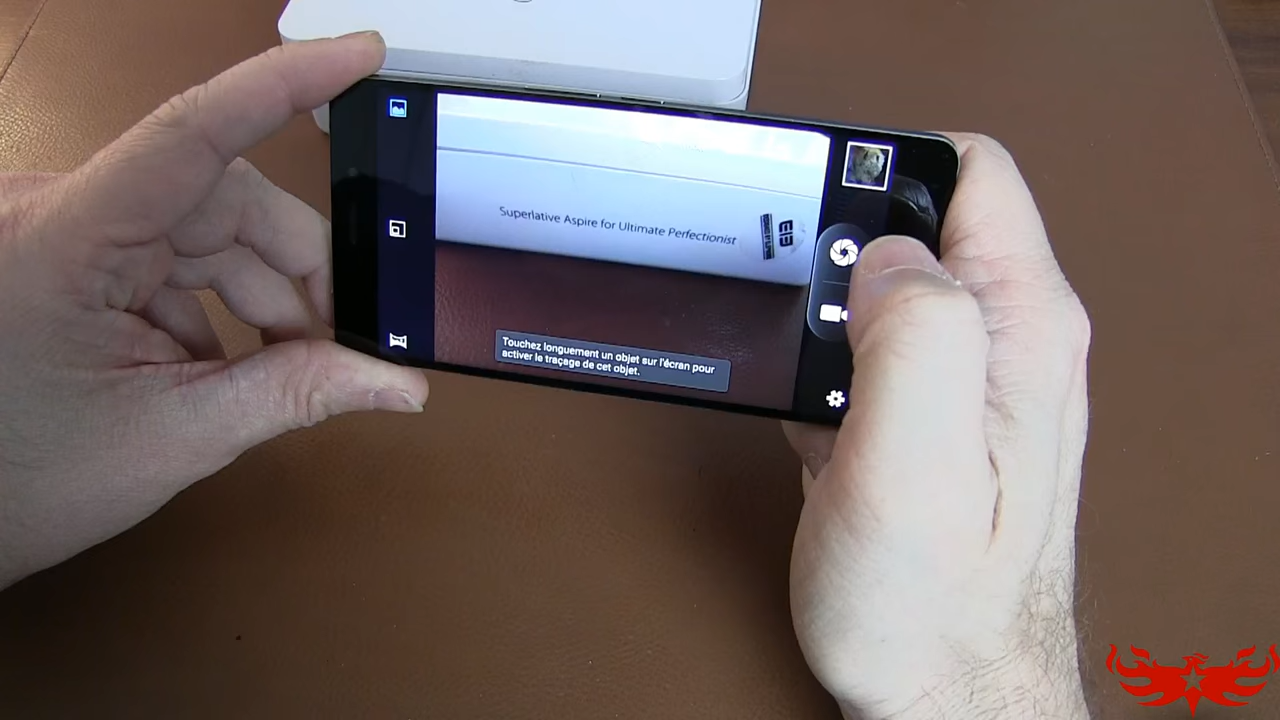 Superlative Aspire for Ultimate Perfectionist
Touchez longuement un objet sur l'écran pour
activer le traçage de cet objet.